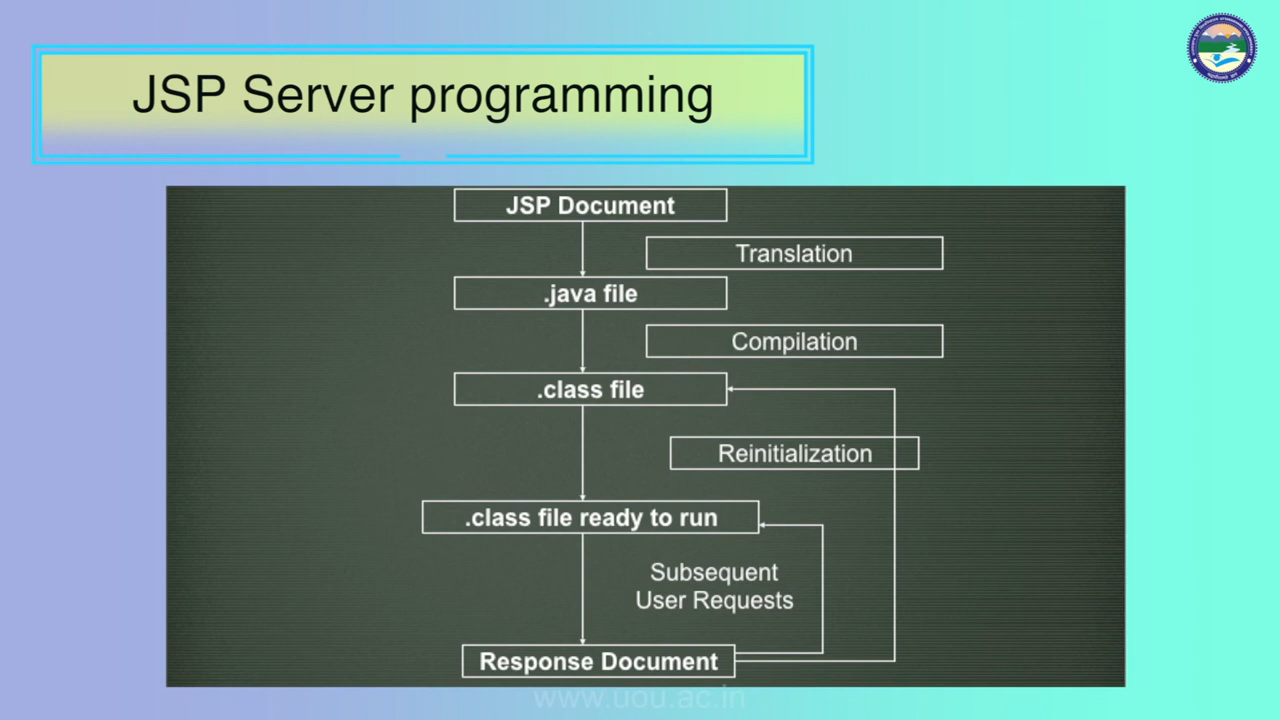 JSP Server programming
JSP Document
Translation
.java file
Compilation
.class file
Reinitialization
.class file ready to run
Subsequent
User Requests
Response Document
www.uou.ac.in